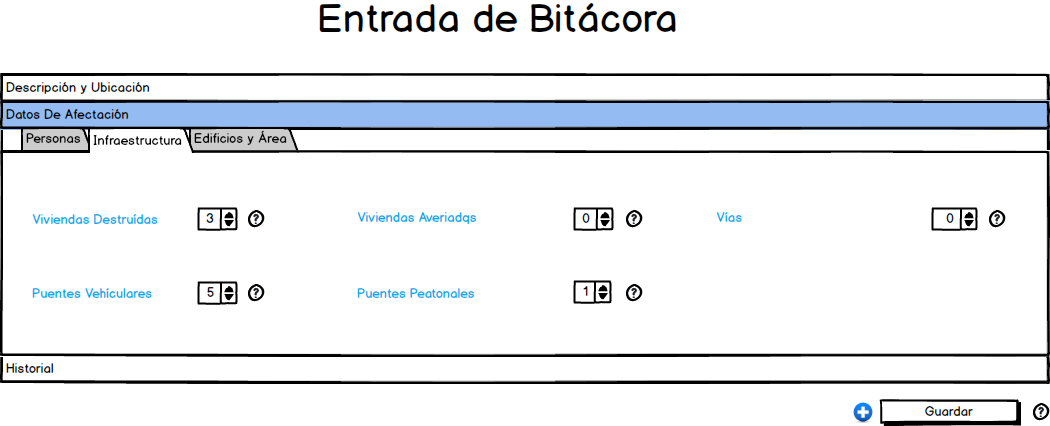 Entrada de Bitácora
Descripción y Ubicación
Datos De Afectación
Personas Infraestructura Edificios y Área
Viviendas Destruídas 3 ? Viviendas Averiadqs 0 ? Vías 0 ?
Puentes Vehículares 5 ? Puentes Peatonales 1 ?
Historial
Guardar ?